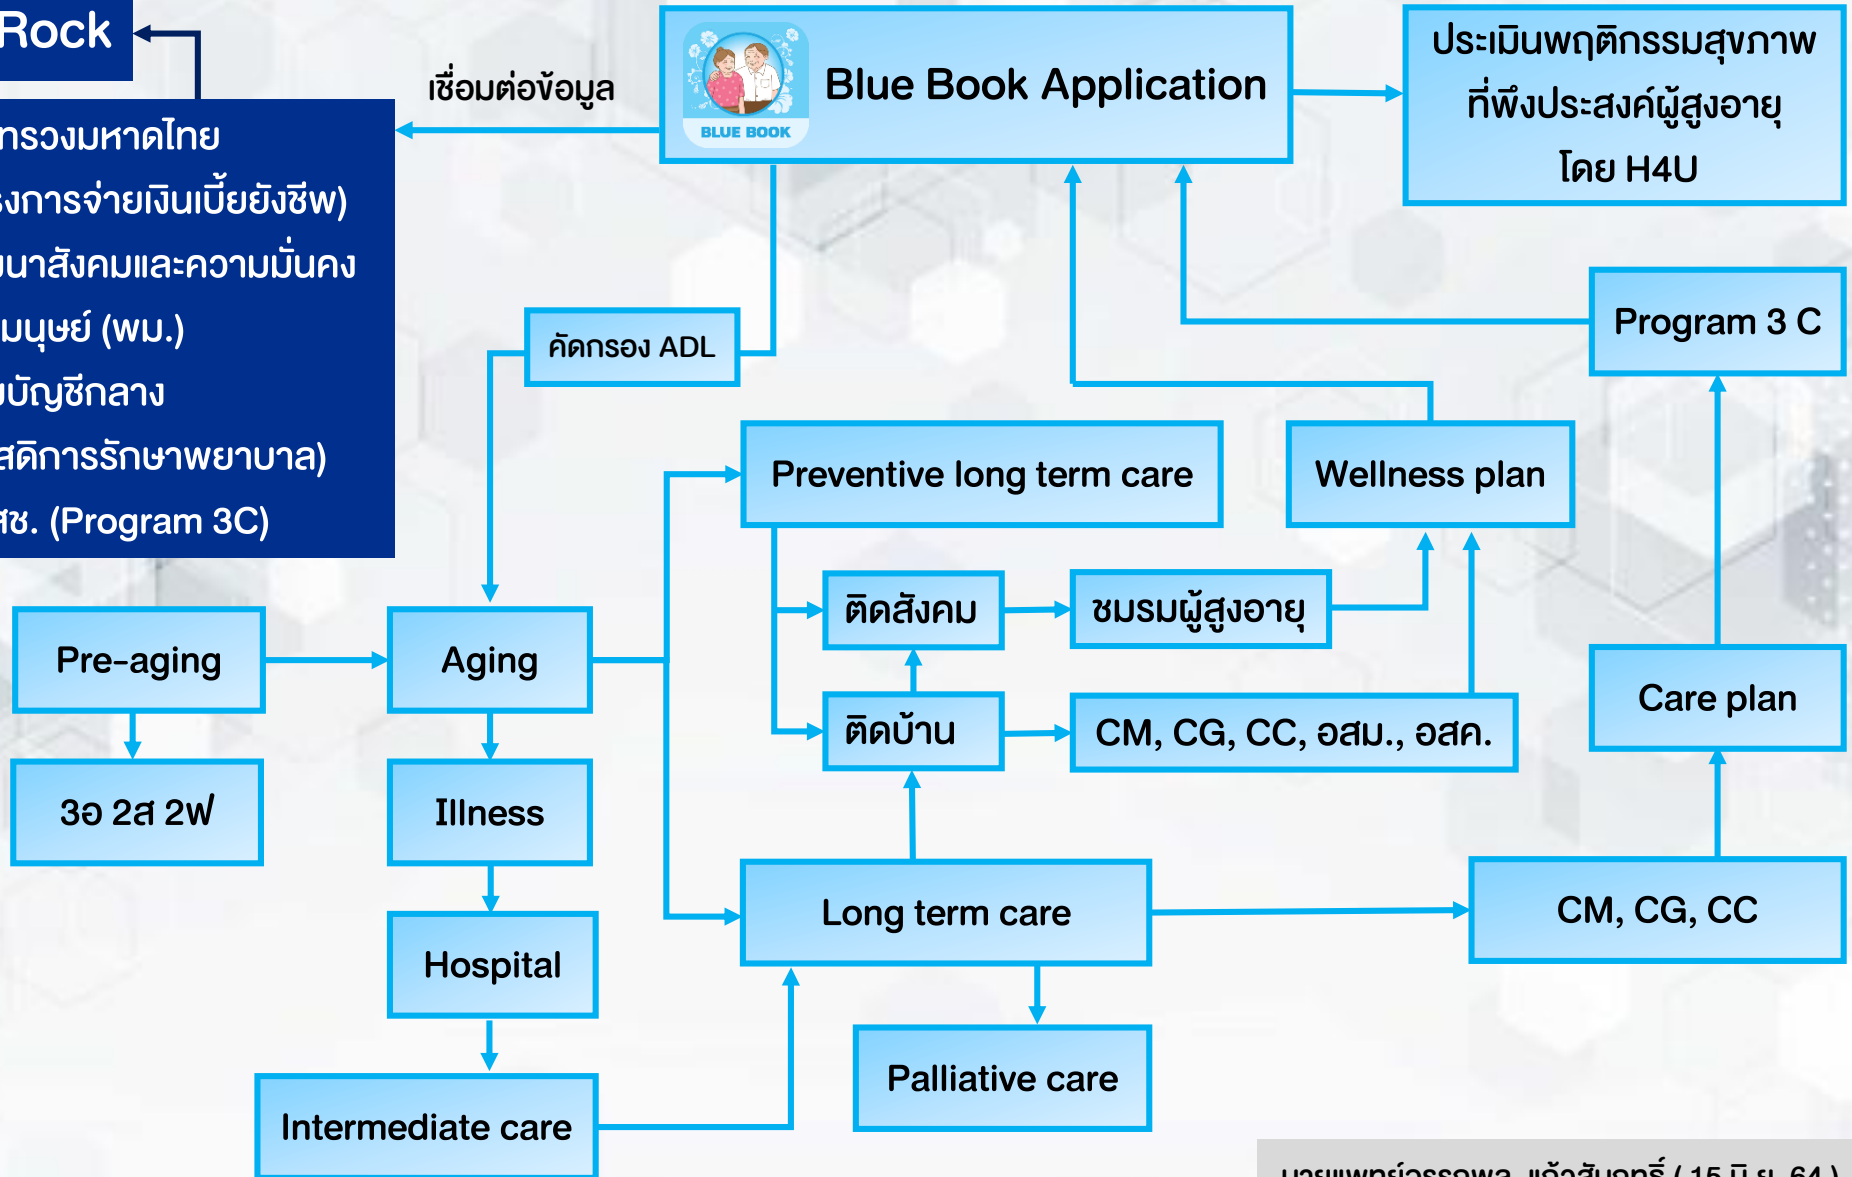 Rock
เชื่อมต่อข้อมูล
BLUE BOOK
Blue Book Application
ประเมินพฤติกรรมสุขภาพ
ที่พึงประสงค์ผู้สูงอายุ
โดย H4U
ทรวงมหาดไทย
รงการจ่ายเงินเบี้ยยังชีพ)
นาสังคมและความมั่นคง
มนุษย์ (พม.)
บัญชีกลาง
สดิการรักษาพยาบาล)
สช. (Program 3C)
คัดกรอง ADL
Program 3 C
Preventive long term care
Wellness plan
ติดสังคม
ชมรมผู้สูงอายุ
Pre-aging
Aging
ติดบ้าน
CM, CG, CC, อสม., อสค.
Care plan
3อ 2ส 2ฟ
Illness
Long term care
CM, CG, CC
Hospital
Palliative care
Intermediate care
( 15 มิ.ย. 64 )